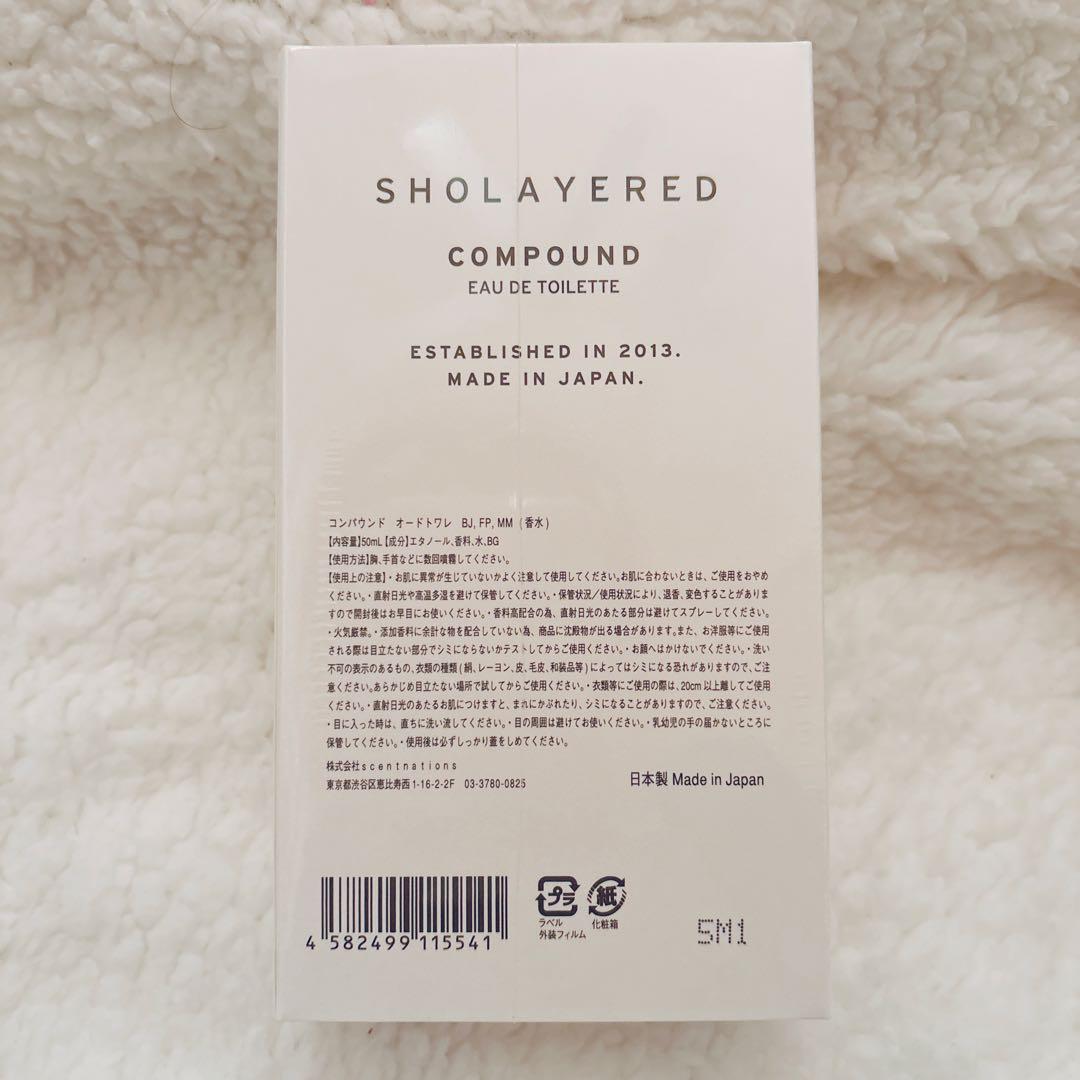 SHOLAYERED
COMPOUND
EAU DE TOILETTE
ESTABLISHED IN 2013.
MADE IN JAPAN.
コンパウンド　オードトワレ　BJ, FP, MM（香水）
【内容量】50mL【成分】エタノール、香料、水、BG
【使用方法】胸、手首などに数回噴霧してください。
【使用上の注意】・お肌に異常が生じていないかよく注意して使用してください。お肌に合わないときは、ご使用をおやめ
ください。・直射日光や高温多湿を避けて保管してください。・保管状況／使用状況により、退香、変色することがありま
すので開封後はお早目にお使いください。・香料高配合の為、直射日光のあたる部分は避けてスプレーしてください。
・火気厳禁。・添加香料に余計な物を配合していない為、商品に沈殿物が出る場合があります。また、お洋服等にご使用
される際は目立たない部分でシミにならないかテストしてからご使用ください。・お顔へはかけないでください。・洗い
不可の表示のあるもの、衣類の種類（絹、レーヨン、皮、毛皮、和装品等）によってはシミになる恐れがありますので、ご注
意ください。あらかじめ目立たない場所で試してからご使用ください。・衣類等にご使用の際は、20cm以上離してご使用
ください。・直射日光のあたるお肌につけますと、まれにかぶれたり、シミになることがありますので、ご注意ください。
・目に入った時は、直ちに洗い流してください。・目の周囲は避けてお使いください。・乳幼児の手の届かないところに
保管してください。・使用後は必ずしっかり蓋をしめてください。
株式会社scentnations
東京都渋谷区恵比寿西1-16-2-2F　03-3780-0825
日本製 Made in Japan
プラ
紙
ラベル
外装フィルム
化粧箱
4 582499 115541
5M1